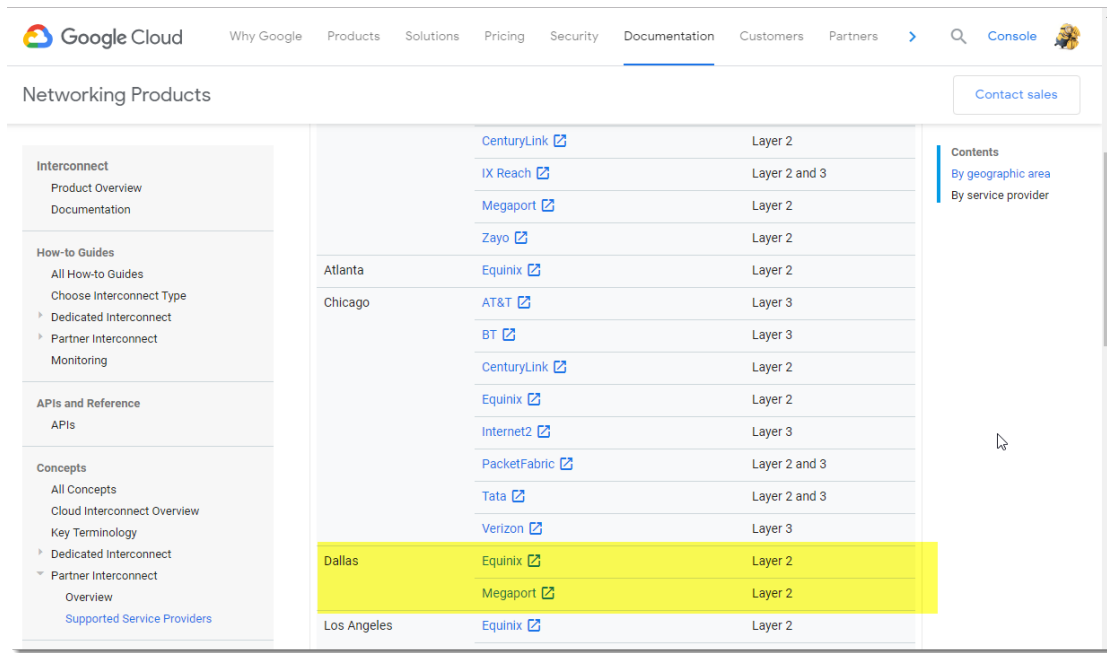 Google Cloud Why Google Products Solutions Pricing Security Documentation Customers Partners Console
Networking Products Contact sales
Interconnect
Product Overview
Documentation
How-to Guides
All How-to Guides
Choose Interconnect Type
Dedicated Interconnect
Partner Interconnect
Monitoring
APIs and Reference
APIs
Concepts
All Concepts
Cloud Interconnect Overview
Key Terminology
Dedicated Interconnect
Partner Interconnect
Overview
Supported Service Providers
CenturyLink Layer 2
IX Reach Layer 2 and 3
Megaport Layer 2
Zayo Layer 2
Atlanta Equinix Layer 2
Chicago AT&T Layer 3
BT Layer 3
CenturyLink Layer 2
Equinix Layer 2
Internet2 Layer 3
PacketFabric Layer 2 and 3
Tata Layer 2 and 3
Verizon Layer 3
Dallas Equinix Layer 2
Megaport Layer 2
Los Angeles Equinix Layer 2
Contents
By geographic area
By service provider